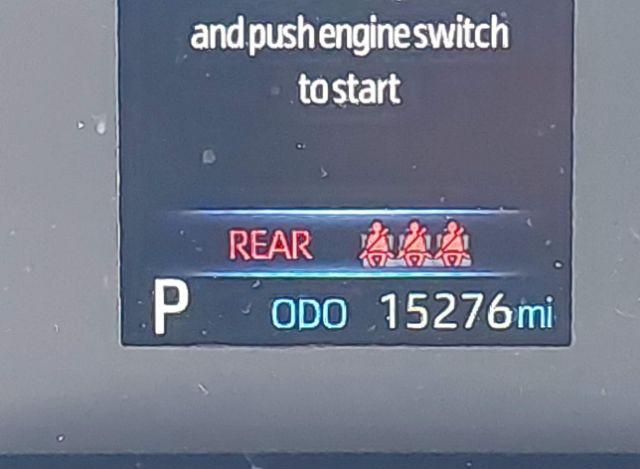 and push engine switch
to start
REAR
P ODO 15276 mi